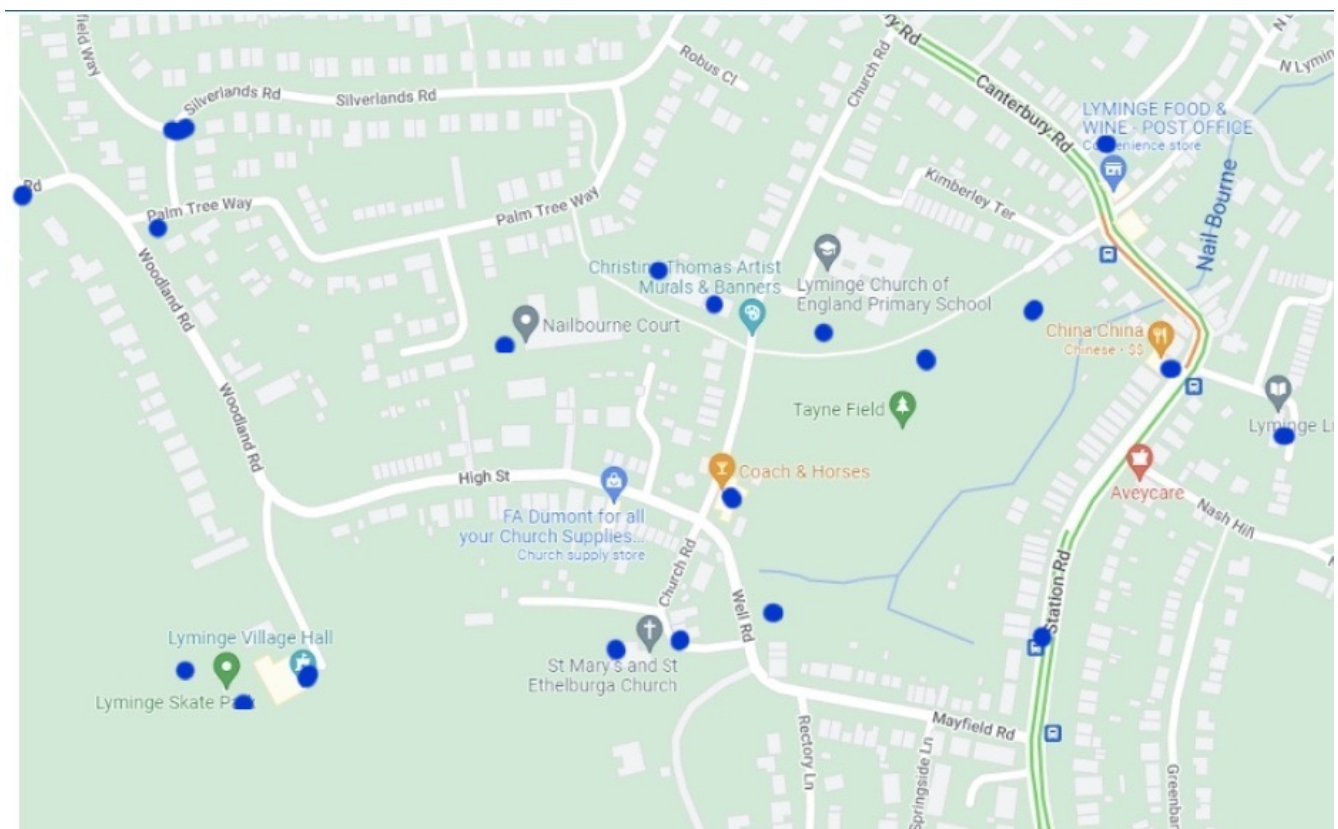 field Way
Silverlands Rd
Silverlands Rd
Robus Cl
Church Rd
ry Rd
Canterbury Rd
N Lyming
LYMINGE FOOD &
WINE - POST OFFICE
Convenience store
Nail Bourne
Kimberley Ter
Rd
Palm Tree Way
Palm Tree Way
Woodland Rd
Christine Thomas Artist
Murals & Banners
Lyminge Church of
England Primary School
Nailbourne Court
China China
Chinese • $$
Tayne Field
Lyminge Li
Woodland Rd
High St
Coach & Horses
Aveycare
Nash Hill
FA Dumont for all
your Church Supplies...
Church supply store
Church Rd
Well Rd
Station Rd
Lyminge Village Hall
St Mary's and St
Ethelburga Church
Lyminge Skate Park
Mayfield Rd
Rectory Ln
Springside Ln
Greenban